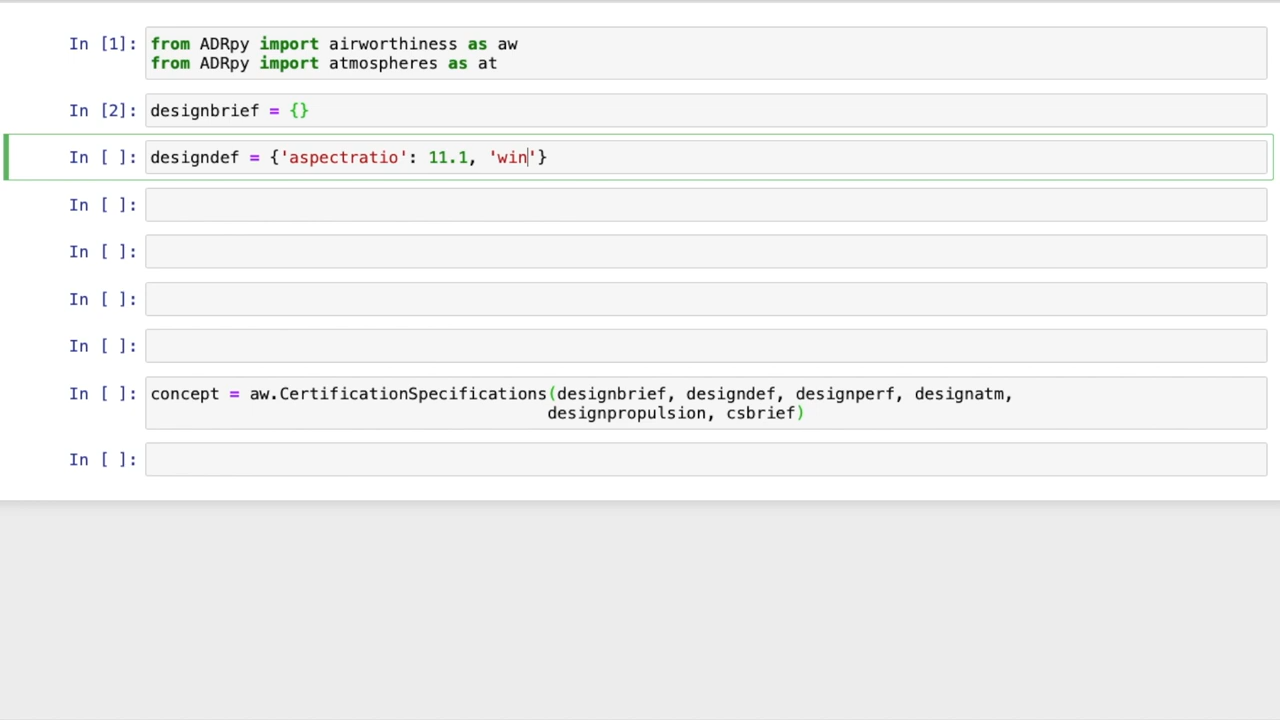 In [1]: from ADRpy import airworthiness as aw
from ADRpy import atmospheres as at
In [2]: designbrief = {}
In [ ]: designdef = {'aspectratio': 11.1, 'win'}
In [ ]:
In [ ]:
In [ ]:
In [ ]:
In [ ]: concept = aw.CertificationSpecifications(designbrief, designdef, designperf, designatm,
designpropulsion, csbrief)
In [ ]: